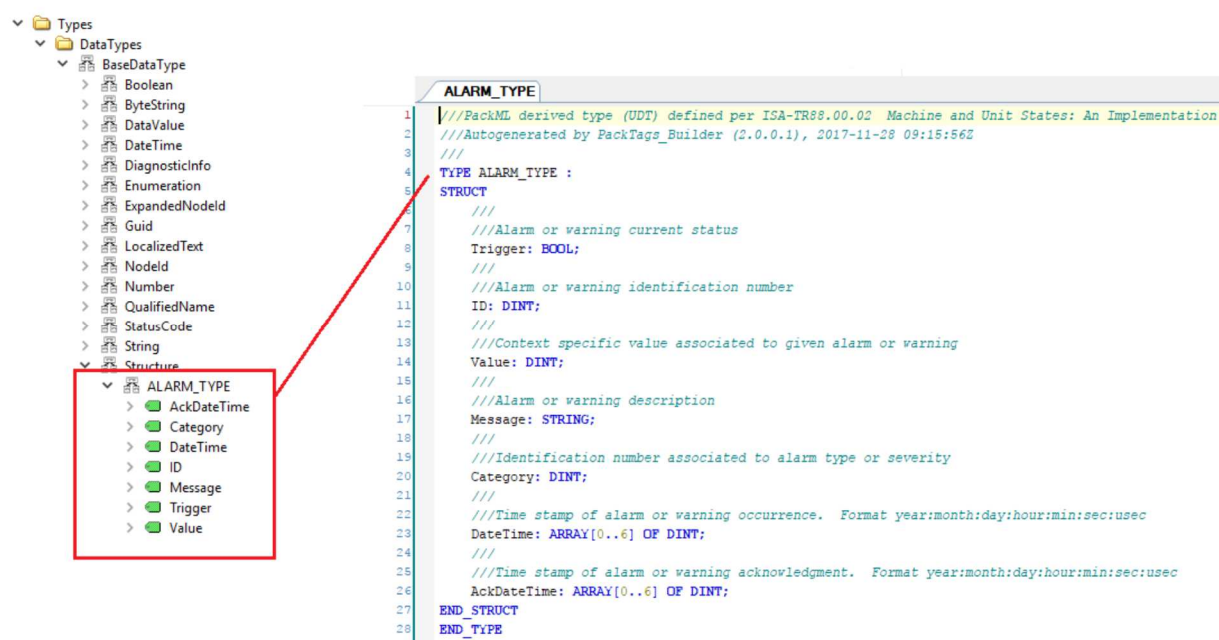 Types
DataTypes
BaseDataType
Boolean
ByteString
DataValue
DateTime
DiagnosticInfo
Enumeration
ExpandedNodeId
Guid
LocalizedText
NodeId
Number
QualifiedName
StatusCode
String
Structure
ALARM_TYPE
AckDateTime
Category
DateTime
ID
Message
Trigger
Value
ALARM_TYPE
1 ///PackML derived type (UDT) defined per ISA-TR88.00.02 Machine and Unit States: An Implementation
2 ///Autogenerated by PackTags_Builder (2.0.0.1), 2017-11-28 09:15:56Z
3 ///
4 TYPE ALARM_TYPE :
5 STRUCT
6 ///
7 ///Alarm or warning current status
8 Trigger: BOOL;
9 ///
10 ///Alarm or warning identification number
11 ID: DINT;
12 ///
13 ///Context specific value associated to given alarm or warning
14 Value: DINT;
15 ///
16 ///Alarm or warning description
17 Message: STRING;
18 ///
19 ///Identification number associated to alarm type or severity
20 Category: DINT;
21 ///
22 ///Time stamp of alarm or warning occurrence. Format year:month:day:hour:min:sec:usec
23 DateTime: ARRAY[0..6] OF DINT;
24 ///
25 ///Time stamp of alarm or warning acknowledgment. Format year:month:day:hour:min:sec:usec
26 AckDateTime: ARRAY[0..6] OF DINT;
27 END_STRUCT
28 END_TYPE